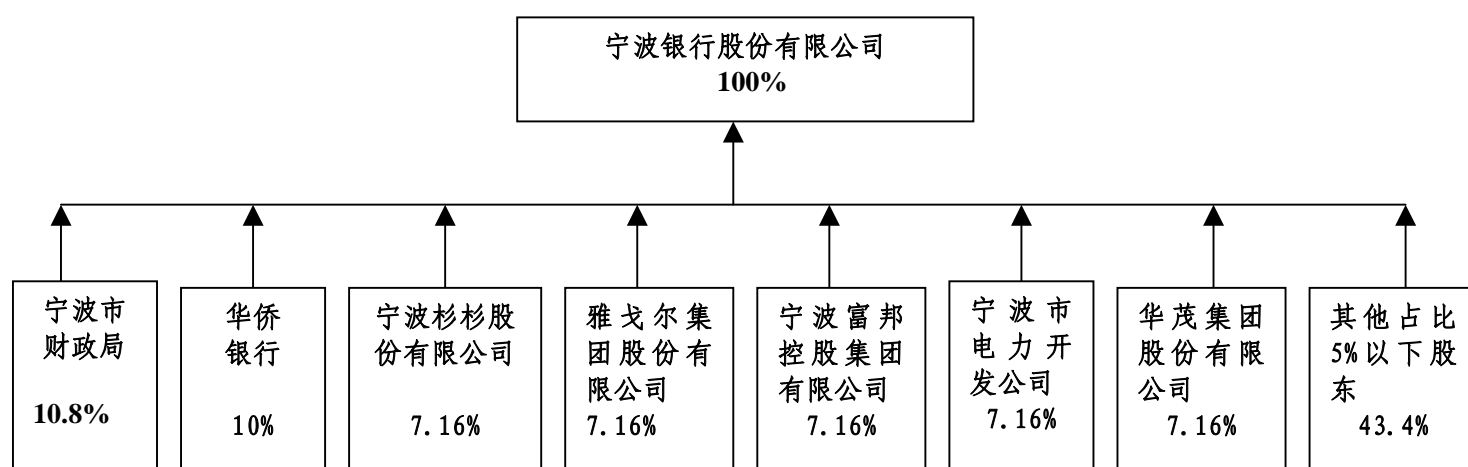 宁波银行股份有限公司
100%
宁波市
财政局
10.8%
华侨
银行
10%
宁波杉杉股
份有限公司
7.16%
雅戈尔集
团股份有
限公司
7.16%
宁波富邦
控股集团
有限公司
7.16%
宁波市
电力开
发公司
7.16%
华茂集团
股份有限
公司
7.16%
其他占比
5%以下股
东
43.4%